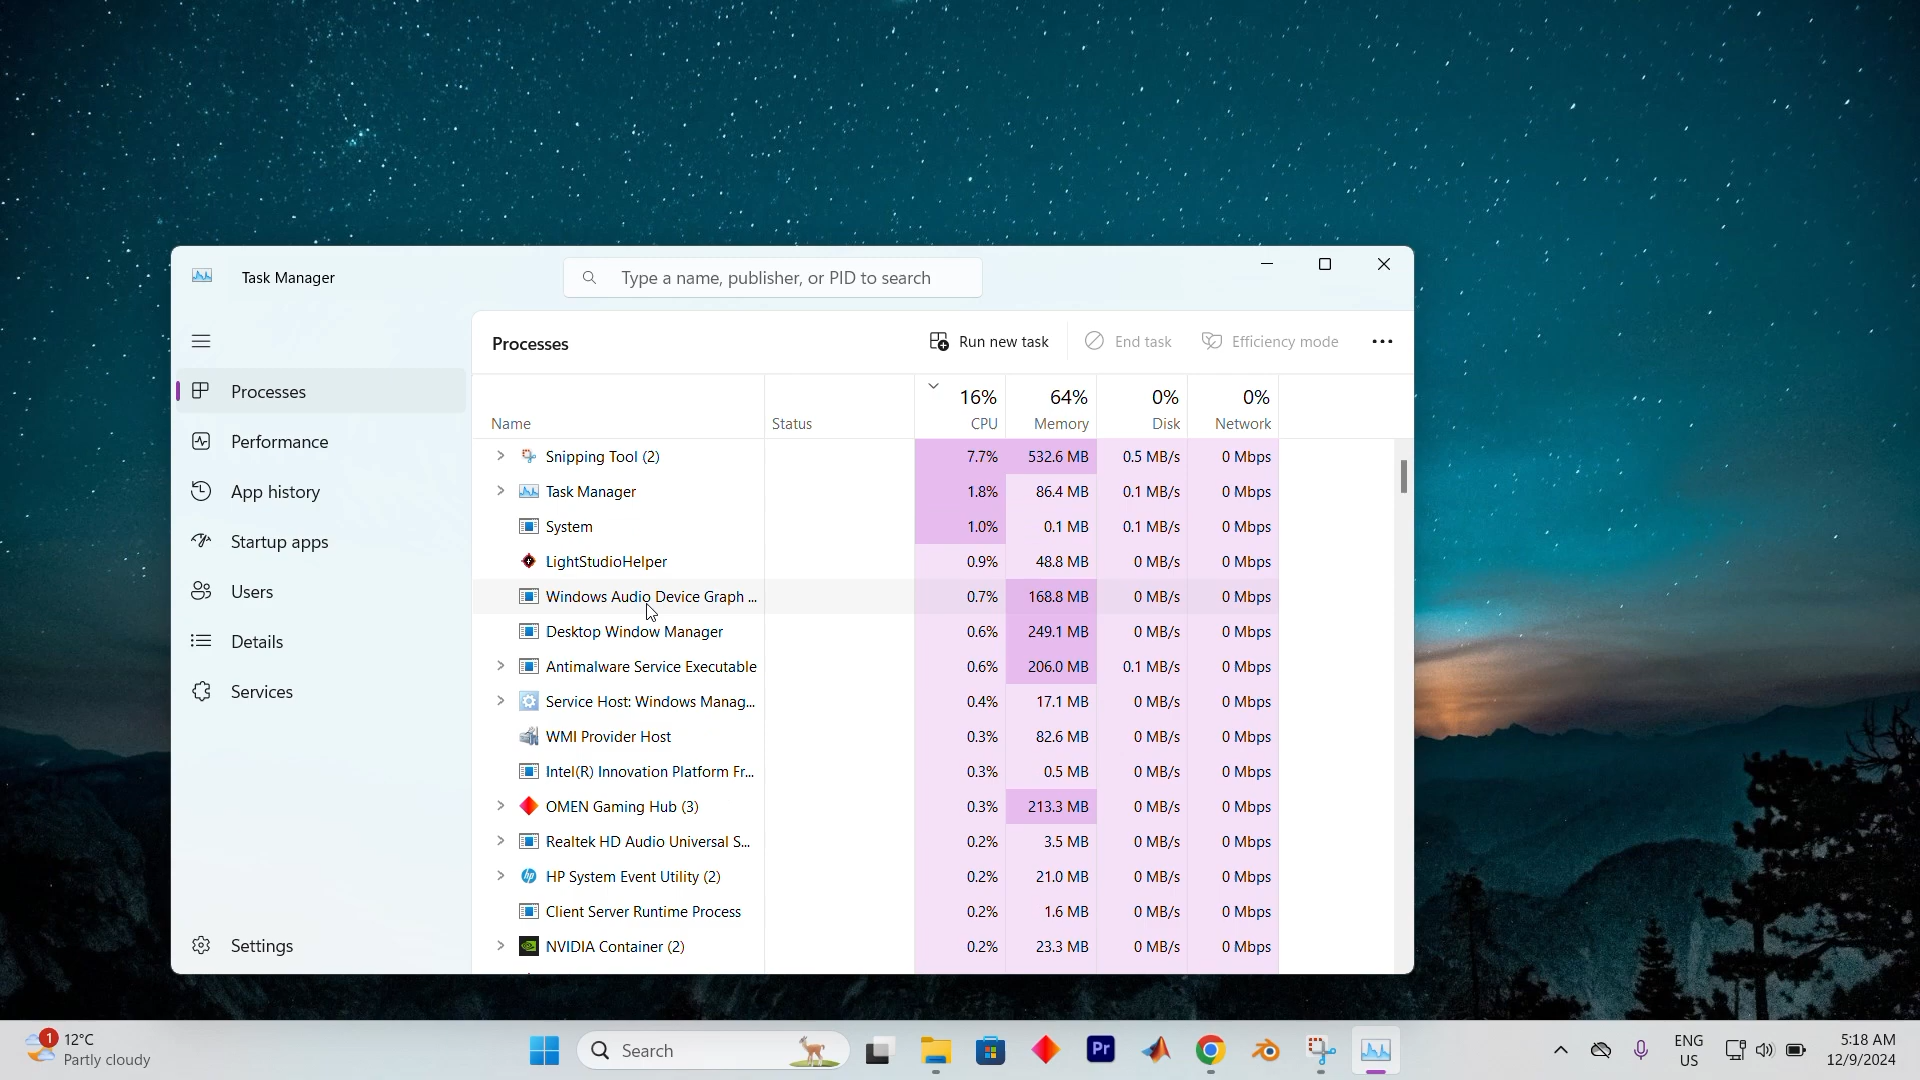 Task Manager
Type a name, publisher, or PID to search
Processes
Run new task
End task
Efficiency mode
Processes
Performance
App history
Startup apps
Users
Details
Services
Settings
16% 64% 0% 0%
Name Status CPU Memory Disk Network
Snipping Tool (2) 7.7% 532.6 MB 0.5 MB/s 0 Mbps
Task Manager 1.8% 86.4 MB 0.1 MB/s 0 Mbps
System 1.0% 0.1 MB 0.1 MB/s 0 Mbps
LightStudioHelper 0.9% 48.8 MB 0 MB/s 0 Mbps
Windows Audio Device Graph ... 0.7% 168.8 MB 0 MB/s 0 Mbps
Desktop Window Manager 0.6% 249.1 MB 0 MB/s 0 Mbps
Antimalware Service Executable 0.6% 206.0 MB 0.1 MB/s 0 Mbps
Service Host: Windows Manag... 0.4% 17.1 MB 0 MB/s 0 Mbps
WMI Provider Host 0.3% 82.6 MB 0 MB/s 0 Mbps
Intel(R) Innovation Platform Fr... 0.3% 0.5 MB 0 MB/s 0 Mbps
OMEN Gaming Hub (3) 0.3% 213.3 MB 0 MB/s 0 Mbps
Realtek HD Audio Universal S... 0.2% 3.5 MB 0 MB/s 0 Mbps
HP System Event Utility (2) 0.2% 21.0 MB 0 MB/s 0 Mbps
Client Server Runtime Process 0.2% 1.6 MB 0 MB/s 0 Mbps
NVIDIA Container (2) 0.2% 23.3 MB 0 MB/s 0 Mbps
1
12°C
Partly cloudy
Search
Pr
ENG
US
5:18 AM
12/9/2024